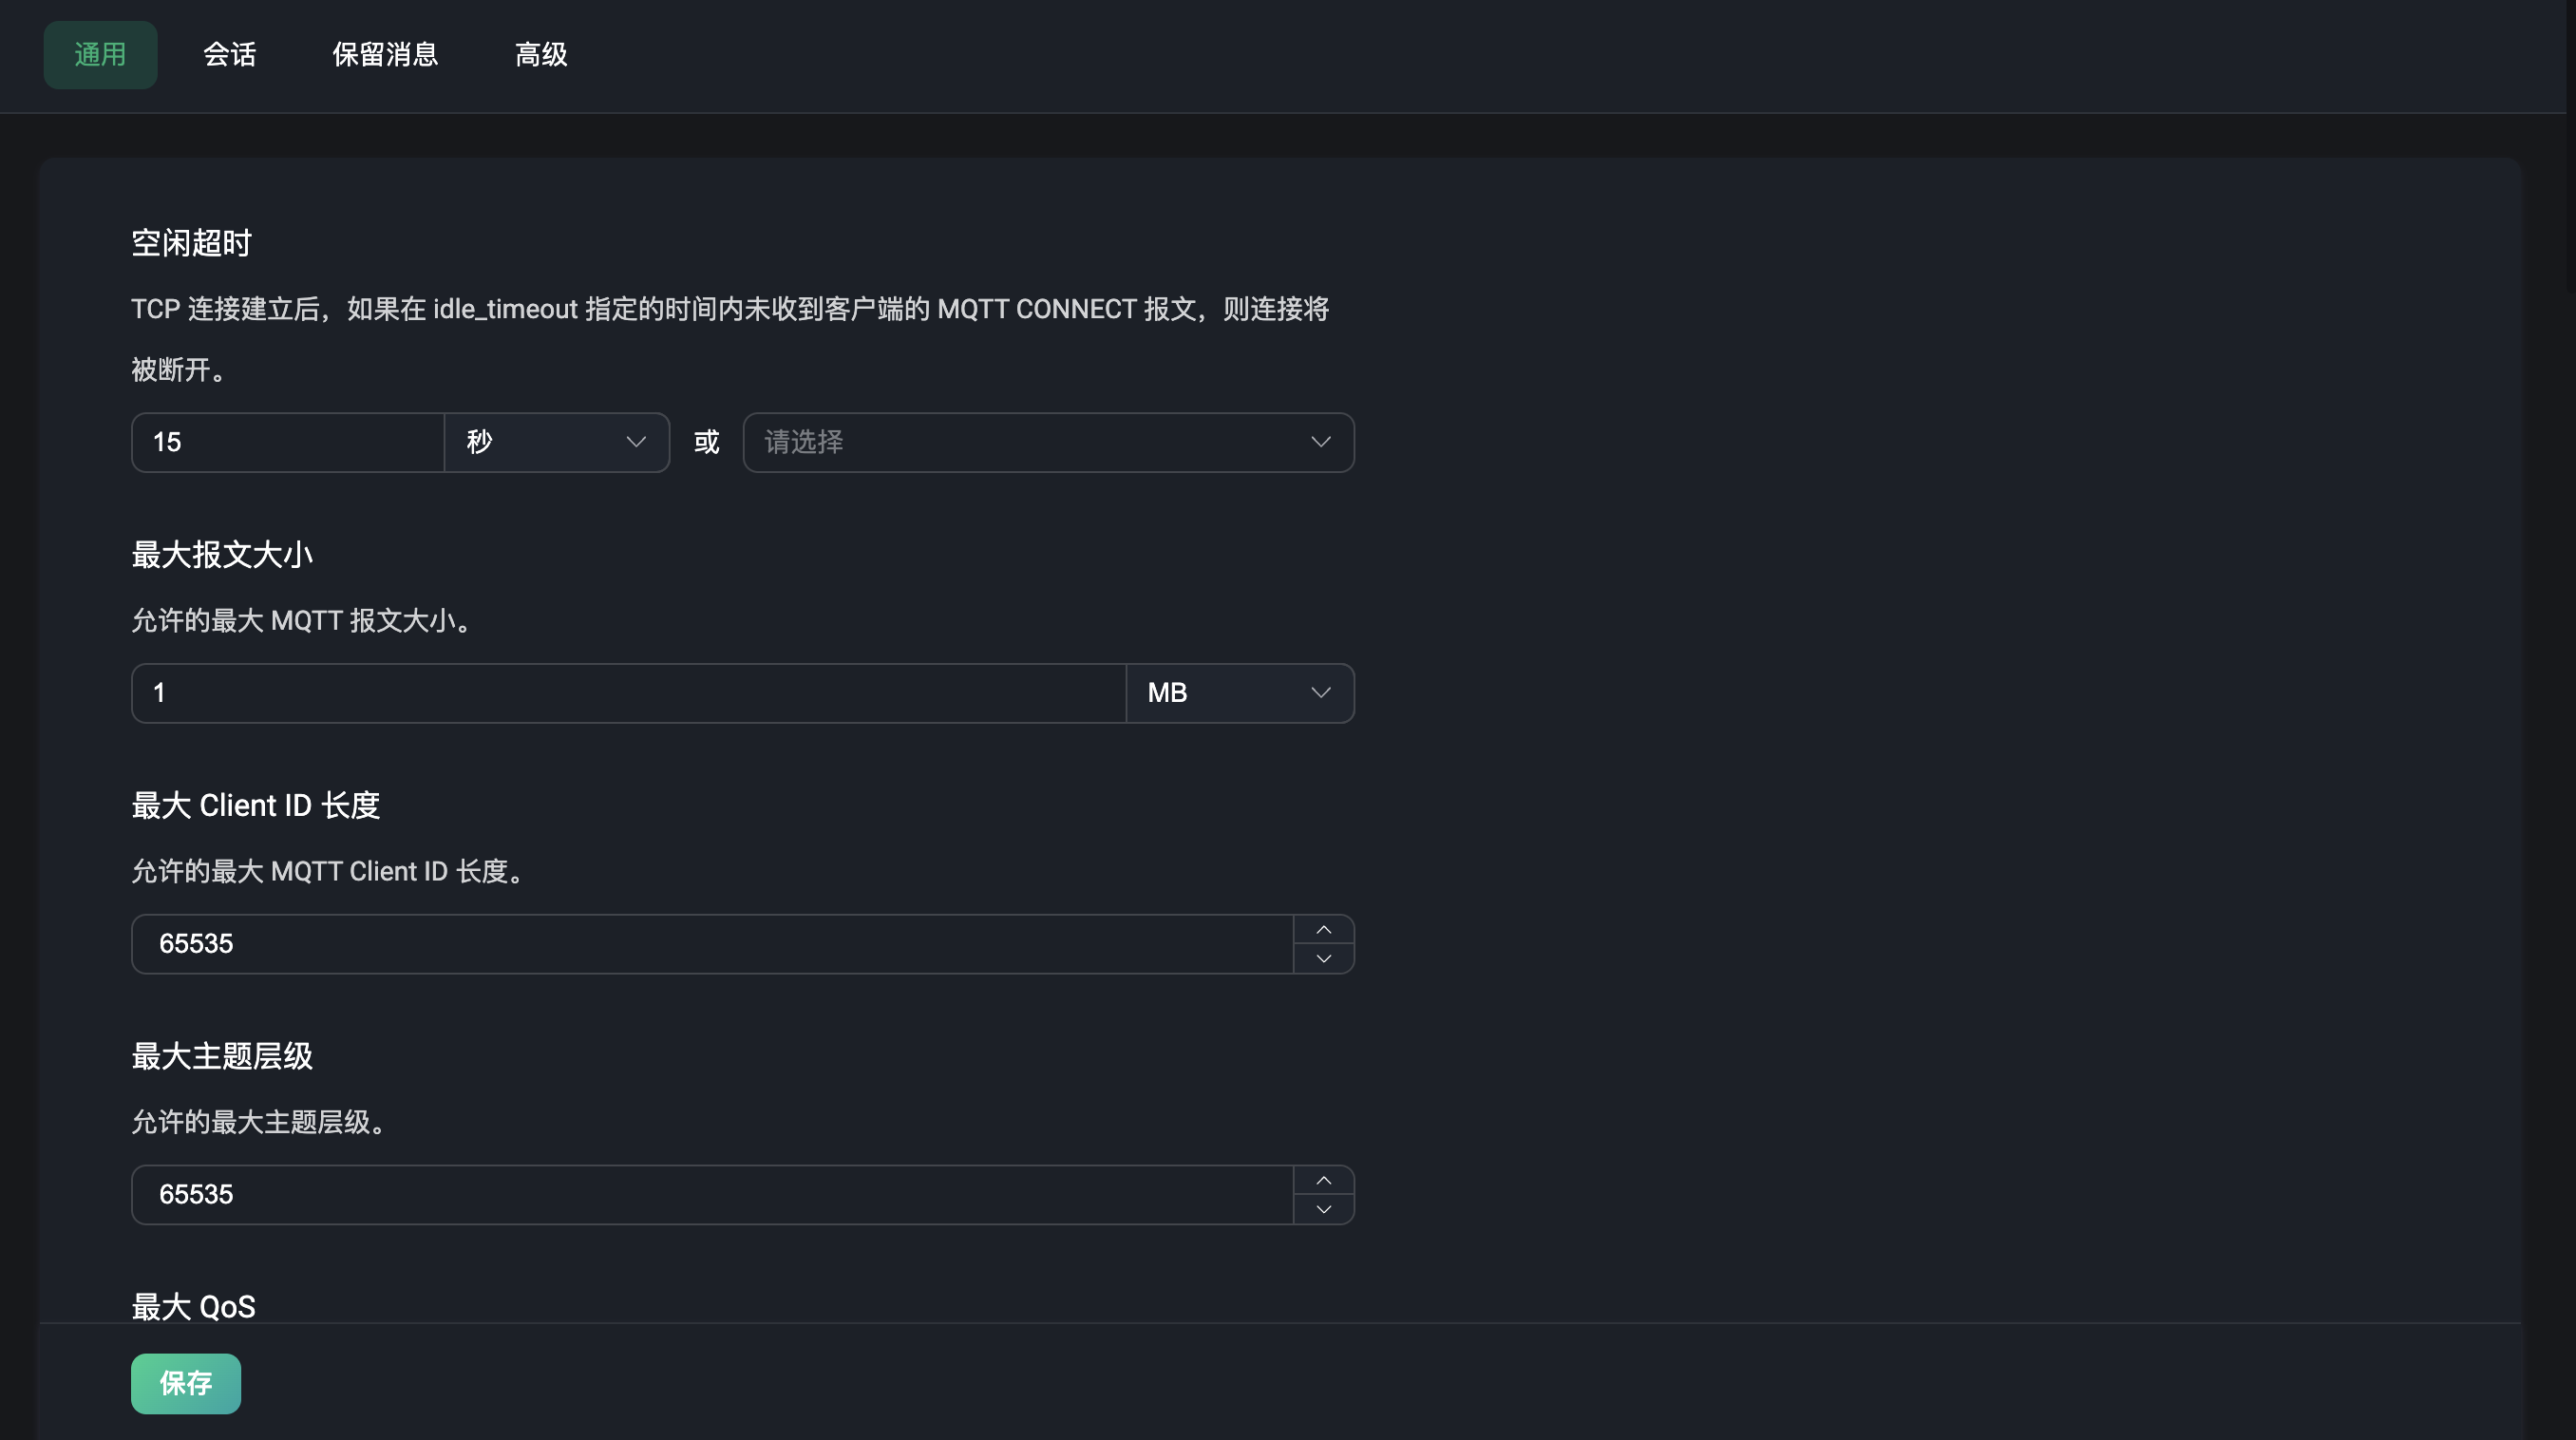 通用 会话 保留消息 高级
空闲超时
TCP 连接建立后，如果在 idle_timeout 指定的时间内未收到客户端的 MQTT CONNECT 报文，则连接将
被断开。
15 秒 或 请选择
最大报文大小
允许的最大 MQTT 报文大小。
1 MB
最大 Client ID 长度
允许的最大 MQTT Client ID 长度。
65535
最大主题层级
允许的最大主题层级。
65535
最大 QoS
保存